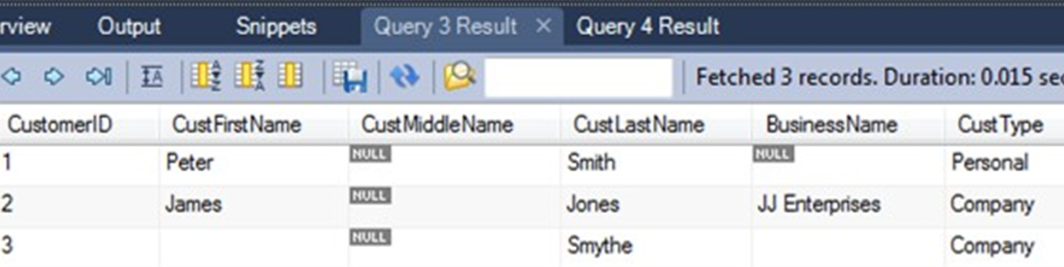 rview Output Snippets Query 3 Result × Query 4 Result
Fetched 3 records. Duration: 0.015 sec
CustomerID CustFirstName CustMiddleName CustLastName BusinessName CustType
1 Peter NULL Smith NULL Personal
2 James NULL Jones JJ Enterprises Company
3 NULL Smythe Company